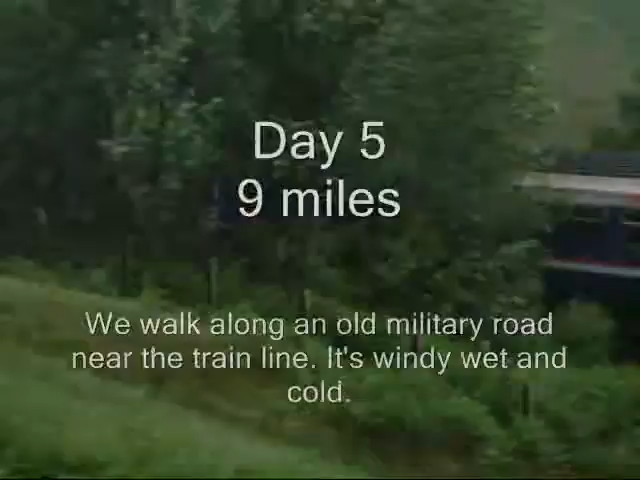 Day 5
9 miles
We walk along an old military road
near the train line. It's windy wet and
cold.